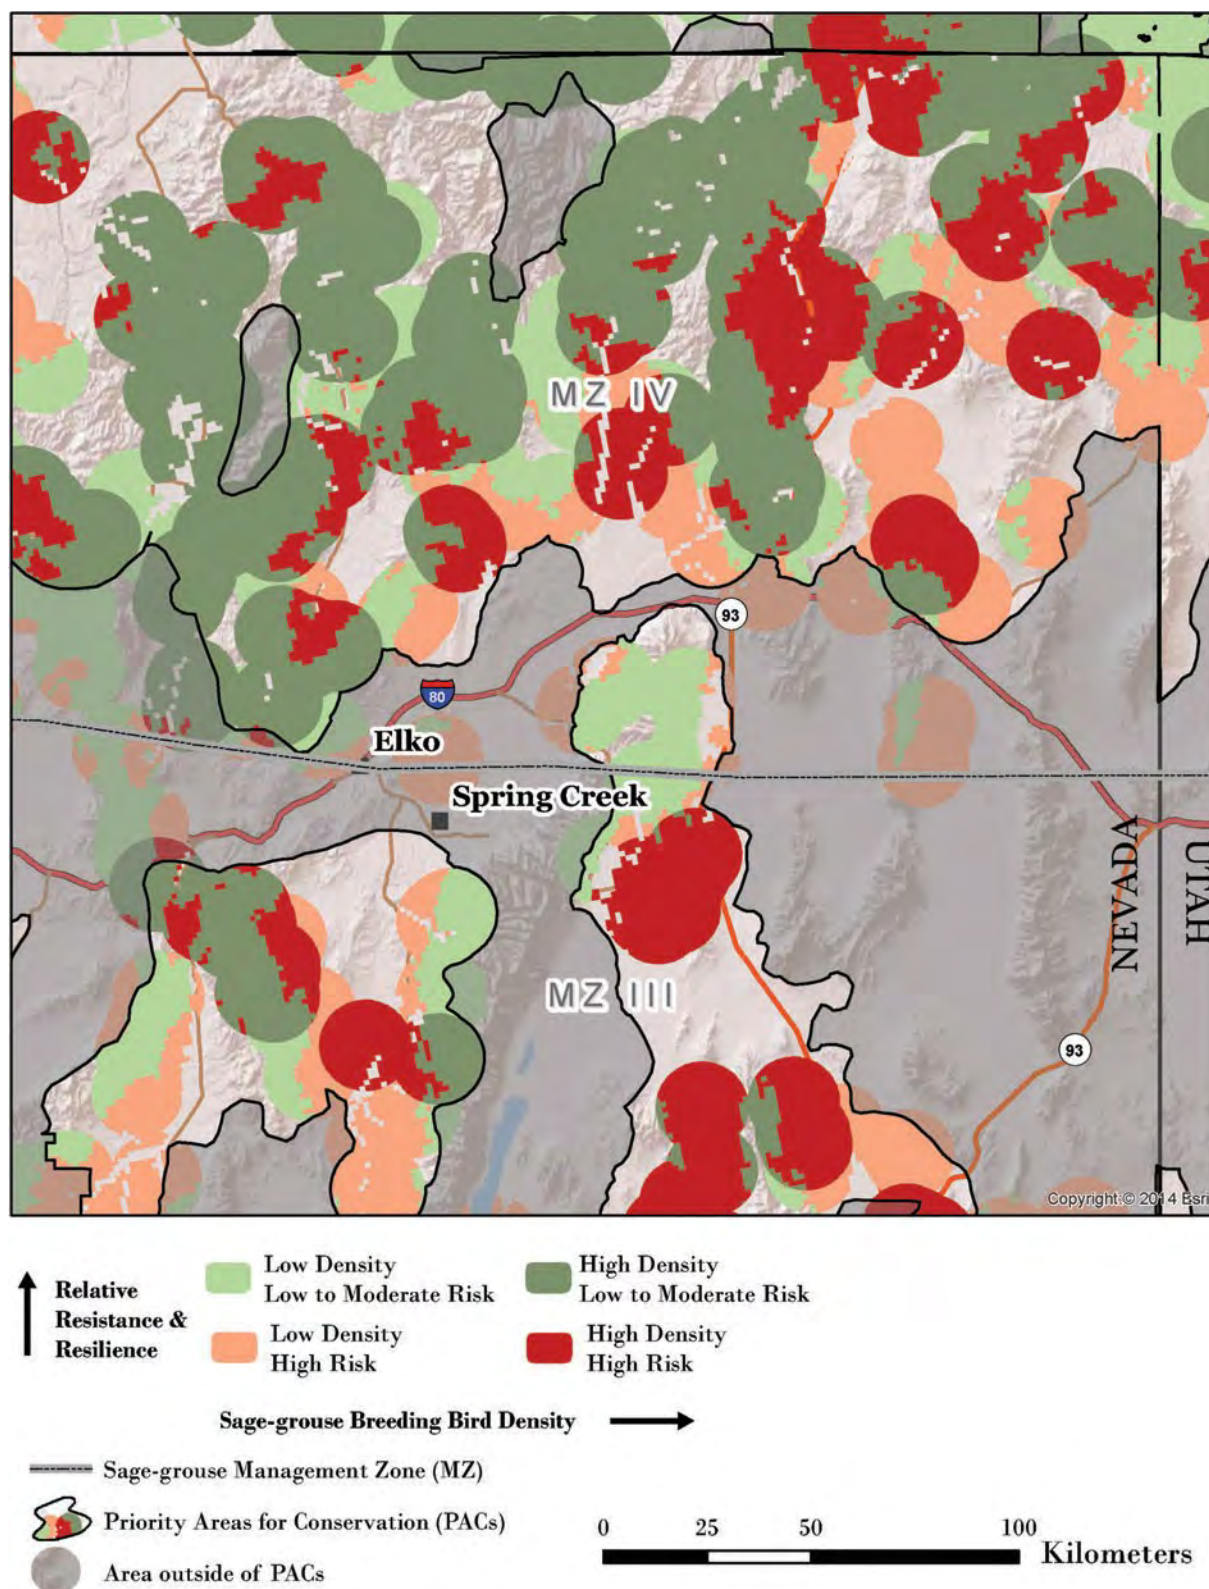 MZ IV
93
80
Elko
Spring Creek
NEVADA
UTAH
MZ III
93
Copyright:© 2014 Esri
Relative
Resistance &
Resilience
Low Density
Low to Moderate Risk
High Density
Low to Moderate Risk
Low Density
High Risk
High Density
High Risk
Sage-grouse Breeding Bird Density
Sage-grouse Management Zone (MZ)
Priority Areas for Conservation (PACs)
Area outside of PACs
0 25 50 100
Kilometers